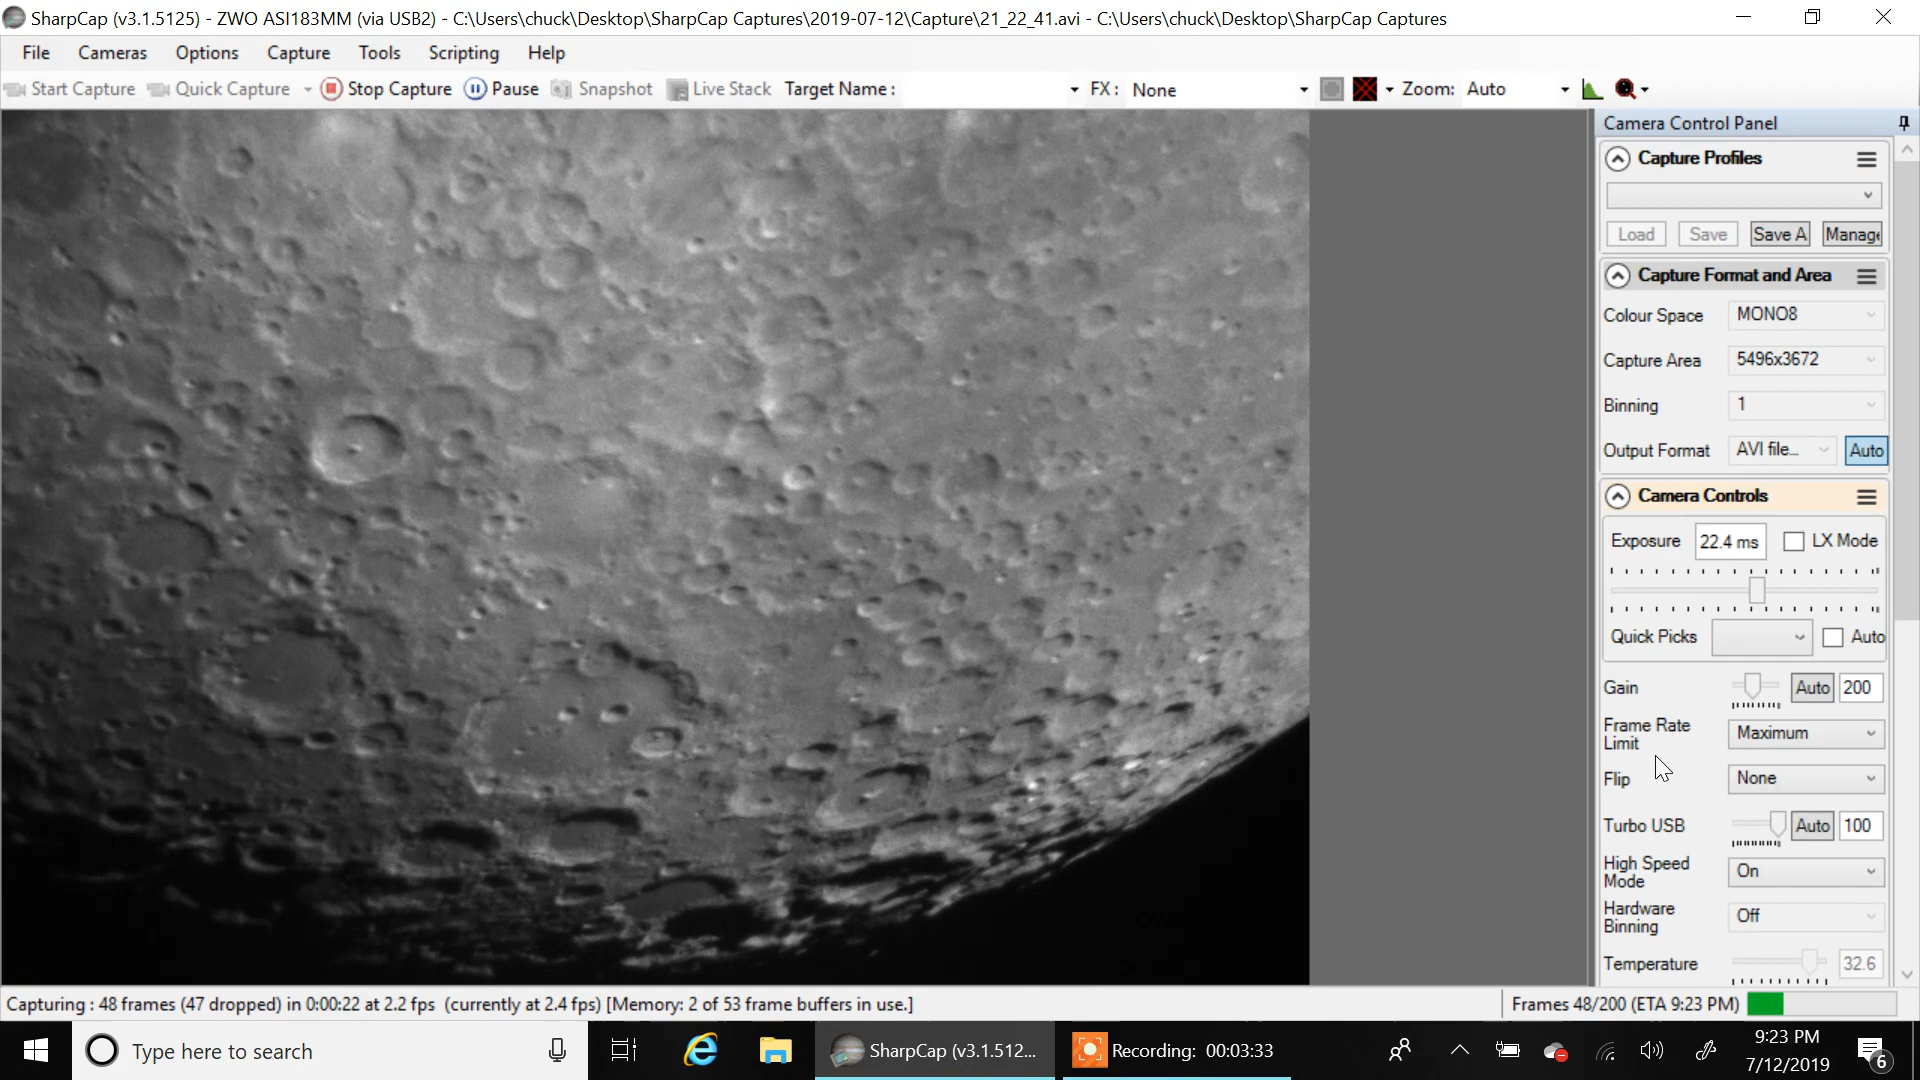 SharpCap (v3.1.5125) - ZWO ASI183MM (via USB2) - C:\Users\chuck\Desktop\SharpCap Captures\2019-07-12\Capture\21_22_41.avi - C:\Users\chuck\Desktop\SharpCap Captures
File Cameras Options Capture Tools Scripting Help
Start Capture Quick Capture Stop Capture Pause Snapshot Live Stack Target Name : FX : None Zoom: Auto
Camera Control Panel
Capture Profiles
Load Save Save A Manage
Capture Format and Area
Colour Space MONO8
Capture Area 5496x3672
Binning 1
Output Format AVI file... Auto
Camera Controls
Exposure 22.4 ms LX Mode
Quick Picks Auto
Gain Auto 200
Frame Rate
Limit
Maximum
Flip None
Turbo USB Auto 100
High Speed
Mode
On
Hardware
Binning
Off
Temperature 32.6
Capturing : 48 frames (47 dropped) in 0:00:22 at 2.2 fps (currently at 2.4 fps) [Memory: 2 of 53 frame buffers in use.]
Frames 48/200 (ETA 9:23 PM)
Type here to search
SharpCap (v3.1.512...
Recording: 00:03:33
9:23 PM
7/12/2019
6